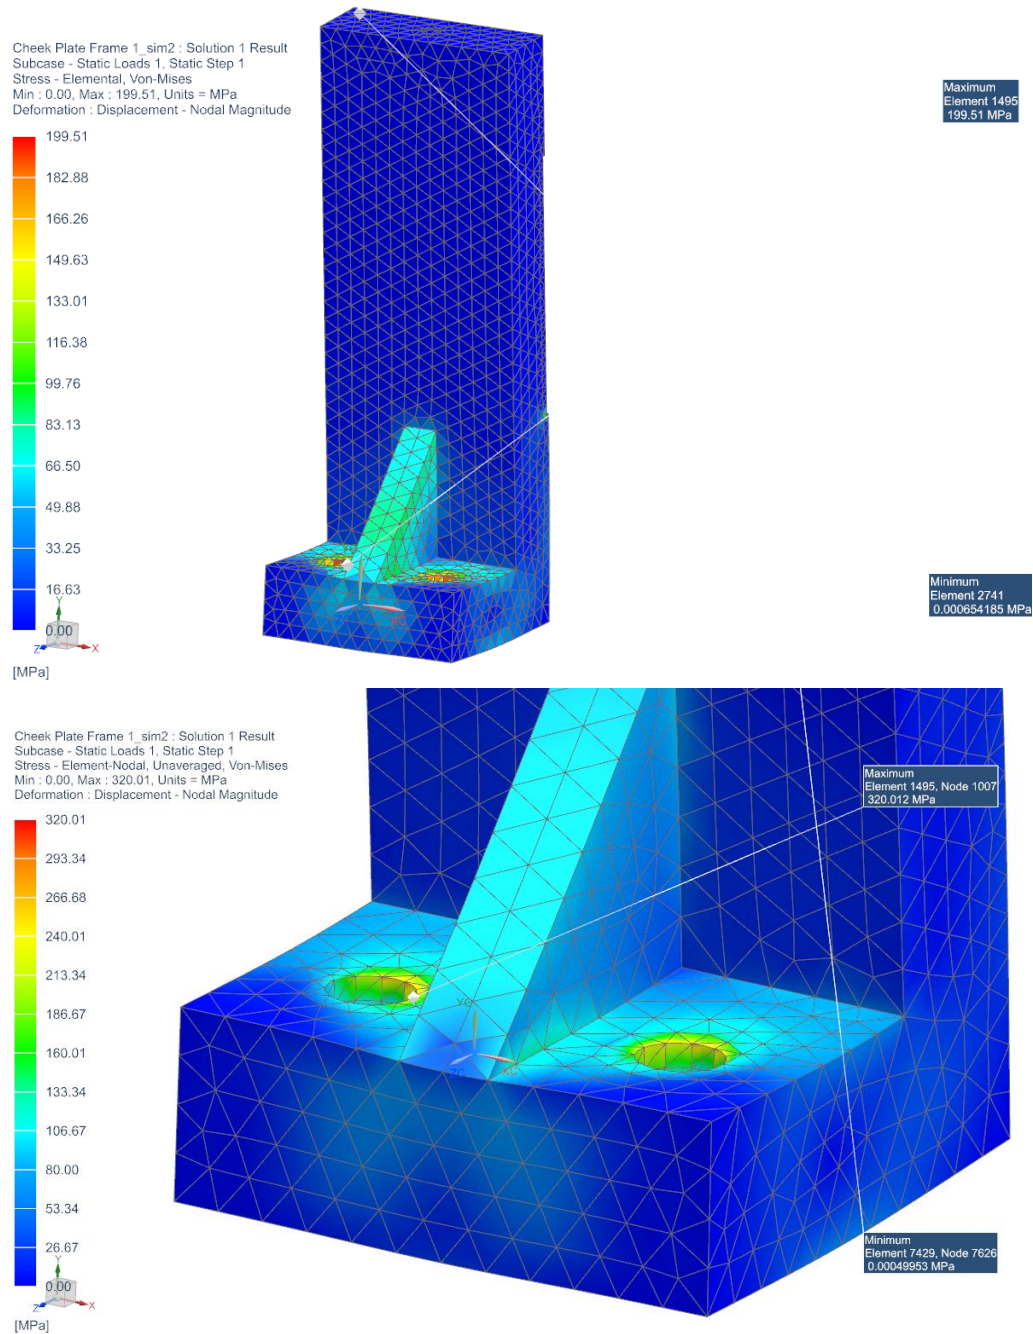 Cheek Plate Frame 1_sim2 : Solution 1 Result
Subcase - Static Loads 1, Static Step 1
Stress - Elemental, Von-Mises
Min : 0.00, Max : 199.51, Units = MPa
Deformation : Displacement - Nodal Magnitude
199.51
182.88
166.26
149.63
133.01
116.38
99.76
83.13
66.50
49.88
33.25
16.63
0.00
Y
Z
X
[MPa]
XC
Maximum
Element 1495
199.51 MPa
Minimum
Element 2741
0.000654185 MPa
Cheek Plate Frame 1_sim2 : Solution 1 Result
Subcase - Static Loads 1, Static Step 1
Stress - Element-Nodal, Unaveraged, Von-Mises
Min : 0.00, Max : 320.01, Units = MPa
Deformation : Displacement - Nodal Magnitude
320.01
293.34
266.68
240.01
213.34
186.67
160.01
133.34
106.67
80.00
53.34
26.67
0.00
Y
Z
X
[MPa]
YC
ZC
XC
Maximum
Element 1495, Node 1007
320.012 MPa
Minimum
Element 7429, Node 7626
0.00049953 MPa